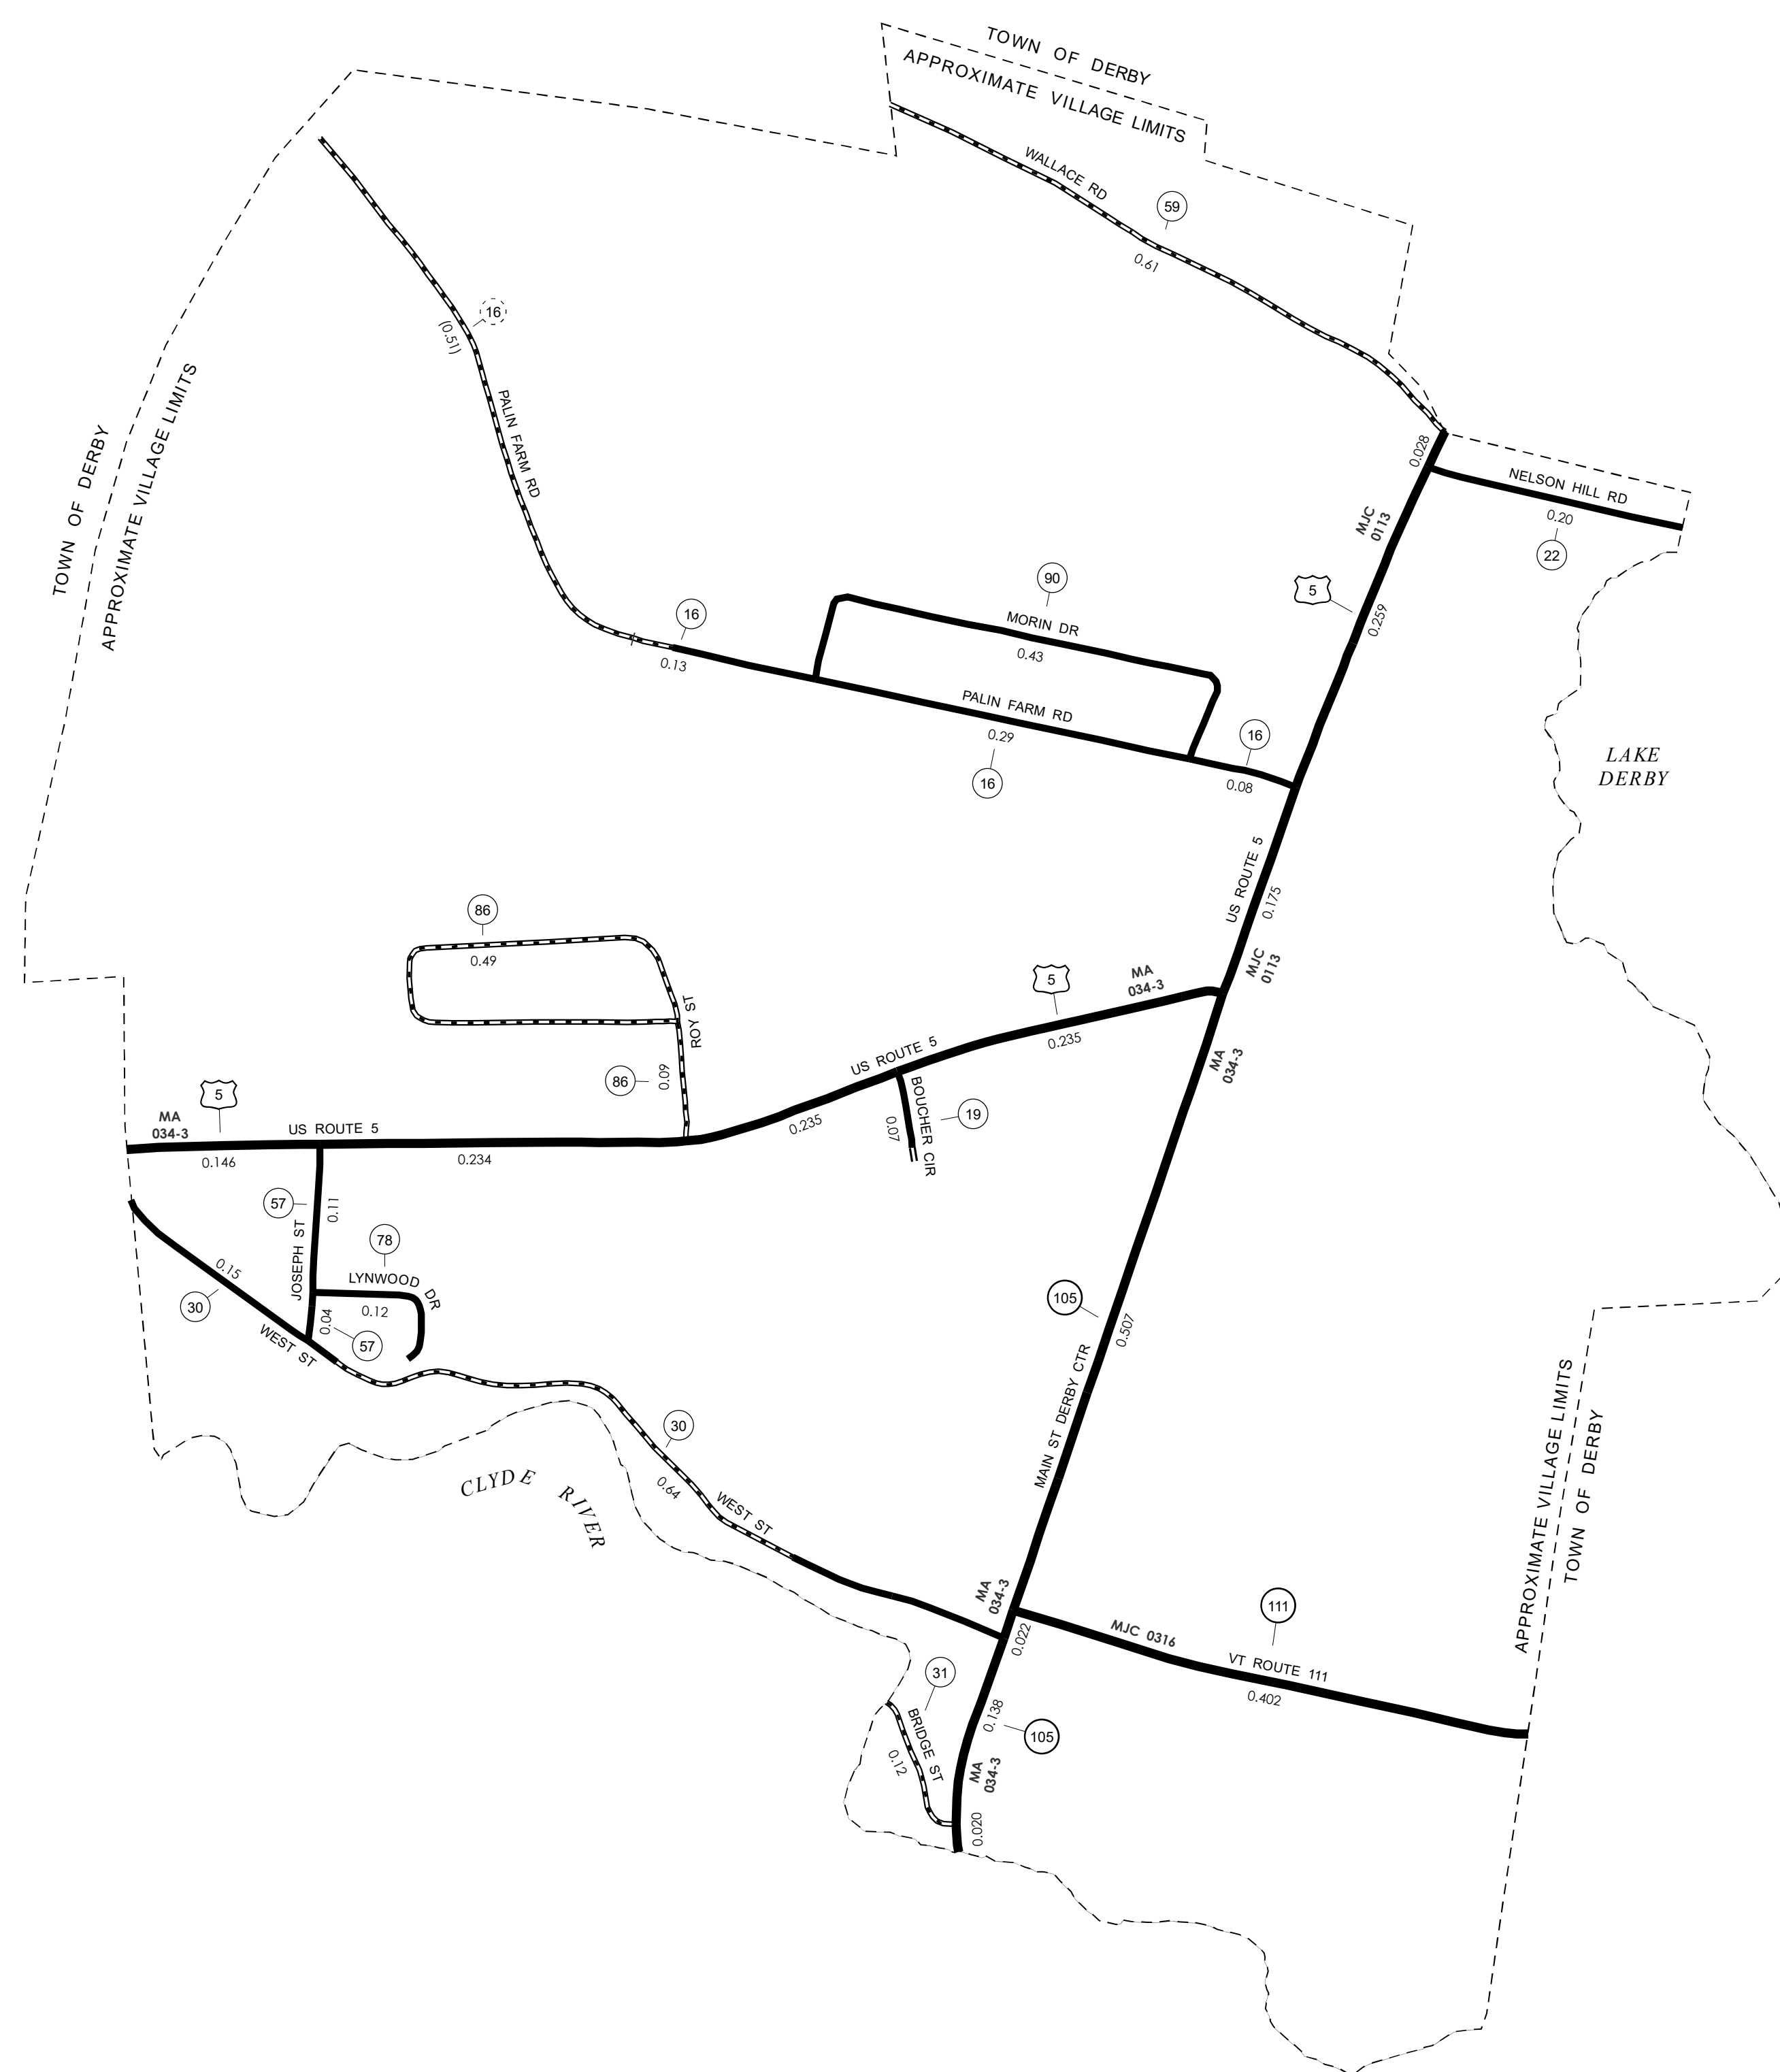 TOWN OF DERBY
APPROXIMATE VILLAGE LIMITS
WALLACE RD
59
0.61
16
(0.51)
PALIN FARM RD
TOWN OF DERBY
APPROXIMATE VILLAGE LIMITS
0.028
NELSON HILL RD
0.20
22
MJC
0113
5
0.259
90
MORIN DR
0.43
16
0.13
PALIN FARM RD
0.29
16
16
0.08
LAKE
DERBY
US ROUTE 5
0.175
MJC
0113
86
0.49
ROY ST
86
0.09
5
MA
034-3
0.235
US ROUTE 5
0.235
BOUCHER CIR
0.07
19
MA
034-3
5
MA
034-3
US ROUTE 5
0.146
0.234
57
0.11
JOSEPH ST
78
LYNWOOD DR
0.12
0.04
57
0.15
30
WEST ST
105
0.507
MAIN ST DERBY CTR
30
0.64
WEST ST
CLYDE RIVER
APPROXIMATE VILLAGE LIMITS
TOWN OF DERBY
MA
034-3
0.022
111
MJC 0316
VT ROUTE 111
0.402
31
BRIDGE ST
0.12
0.138
105
MA
034-3
0.020